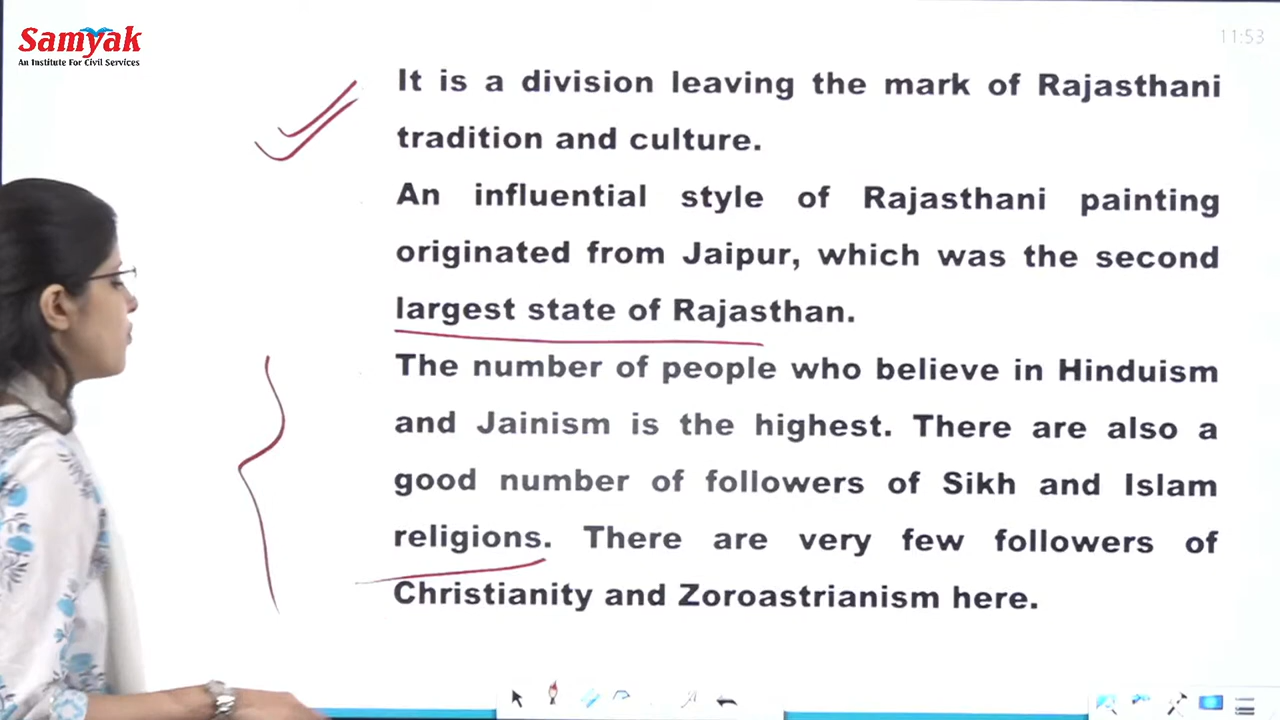 Samyak
An Institute For Civil Services
11:53
It is a division leaving the mark of Rajasthani
tradition and culture.
An influential style of Rajasthani painting
originated from Jaipur, which was the second
largest state of Rajasthan.
The number of people who believe in Hinduism
and Jainism is the highest. There are also a
good number of followers of Sikh and Islam
religions. There are very few followers of
Christianity and Zoroastrianism here.